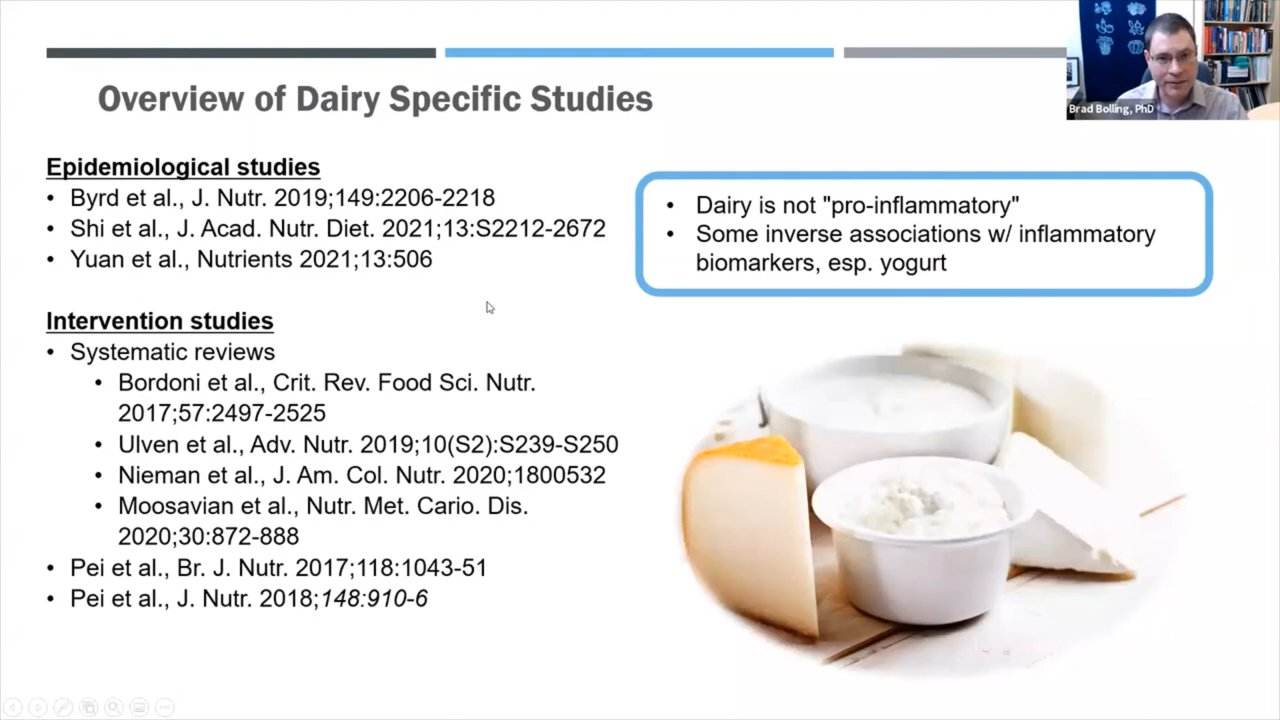 Overview of Dairy Specific Studies
Brad Bolling, PhD
Epidemiological studies
• Byrd et al., J. Nutr. 2019;149:2206-2218
• Shi et al., J. Acad. Nutr. Diet. 2021;13:S2212-2672
• Yuan et al., Nutrients 2021;13:506
Intervention studies
• Systematic reviews
• Bordoni et al., Crit. Rev. Food Sci. Nutr.
2017;57:2497-2525
• Ulven et al., Adv. Nutr. 2019;10(S2):S239-S250
• Nieman et al., J. Am. Col. Nutr. 2020;1800532
• Moosavian et al., Nutr. Met. Cario. Dis.
2020;30:872-888
• Pei et al., Br. J. Nutr. 2017;118:1043-51
• Pei et al., J. Nutr. 2018;148:910-6
• Dairy is not "pro-inflammatory"
• Some inverse associations w/ inflammatory
biomarkers, esp. yogurt